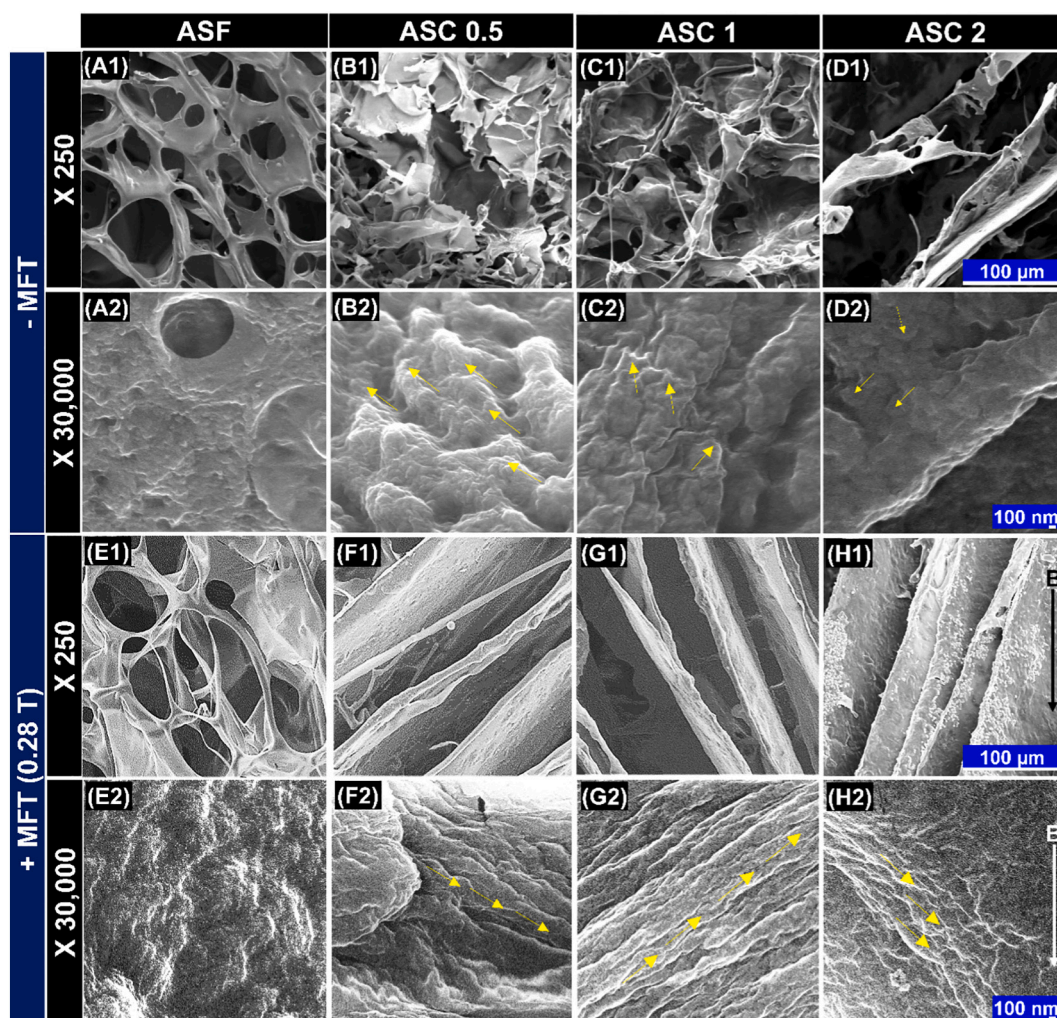 ASF
ASC 0.5
ASC 1
ASC 2
- MFT
X 250
(A1)
(B1)
(C1)
(D1)
100 µm
X 30,000
(A2)
(B2)
(C2)
(D2)
100 nm
+ MFT (0.28 T)
X 250
(E1)
(F1)
(G1)
(H1)
B
100 µm
X 30,000
(E2)
(F2)
(G2)
(H2)
B
100 nm